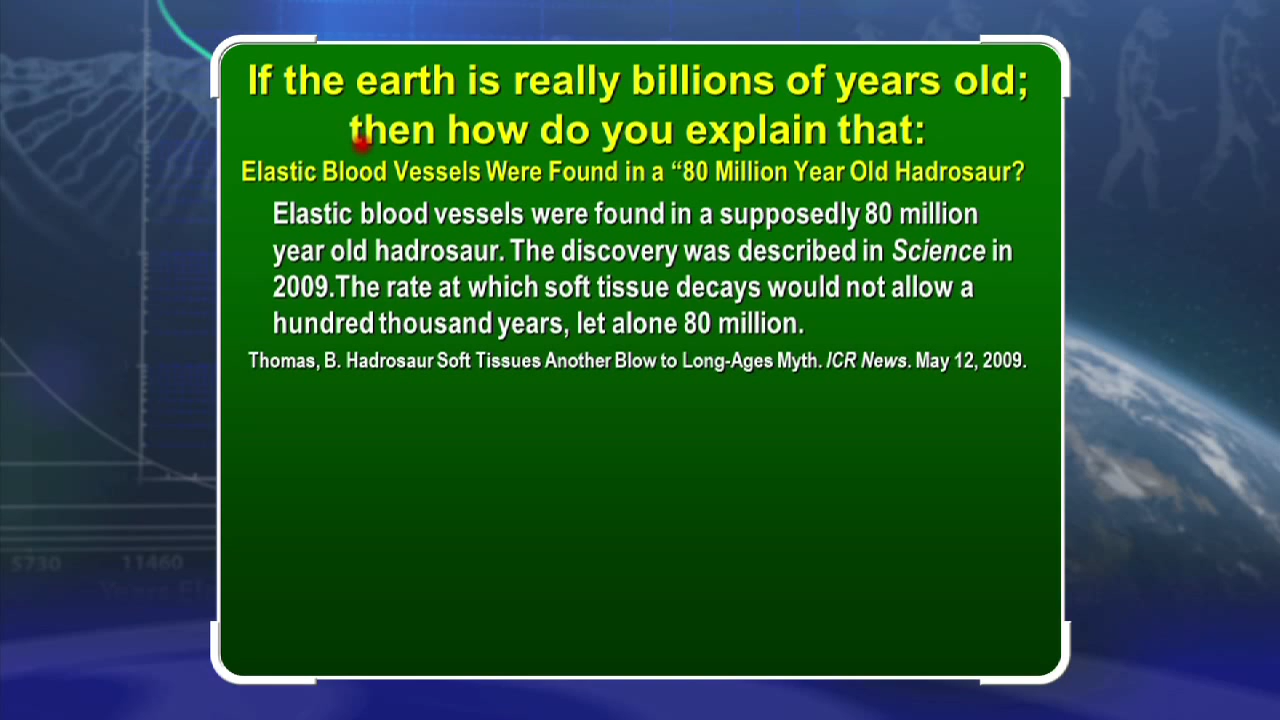 If the earth is really billions of years old;
then how do you explain that:
Elastic Blood Vessels Were Found in a “80 Million Year Old Hadrosaur?
Elastic blood vessels were found in a supposedly 80 million
year old hadrosaur. The discovery was described in Science in
2009.The rate at which soft tissue decays would not allow a
hundred thousand years, let alone 80 million.
Thomas, B. Hadrosaur Soft Tissues Another Blow to Long-Ages Myth. ICR News. May 12, 2009.
5730 11460